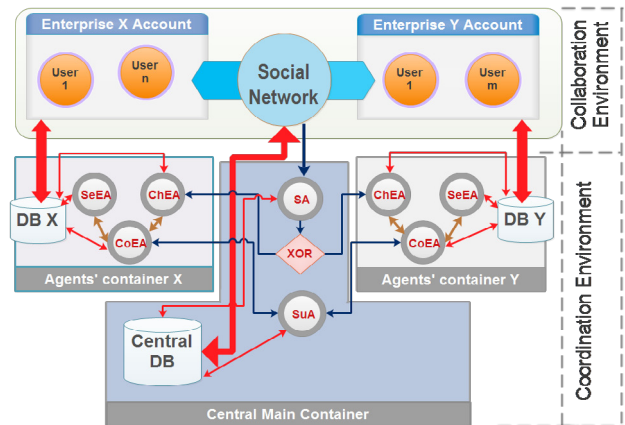 Enterprise X Account
Enterprise Y Account
User
1
User
n
Social
Network
User
1
User
m
Collaboration
Environment
SeEA
ChEA
DB X
CoEA
Agents' container X
SA
XOR
SuA
ChEA
SeEA
DB Y
CoEA
Agents' container Y
Central
DB
Central Main Container
Coordination Environment